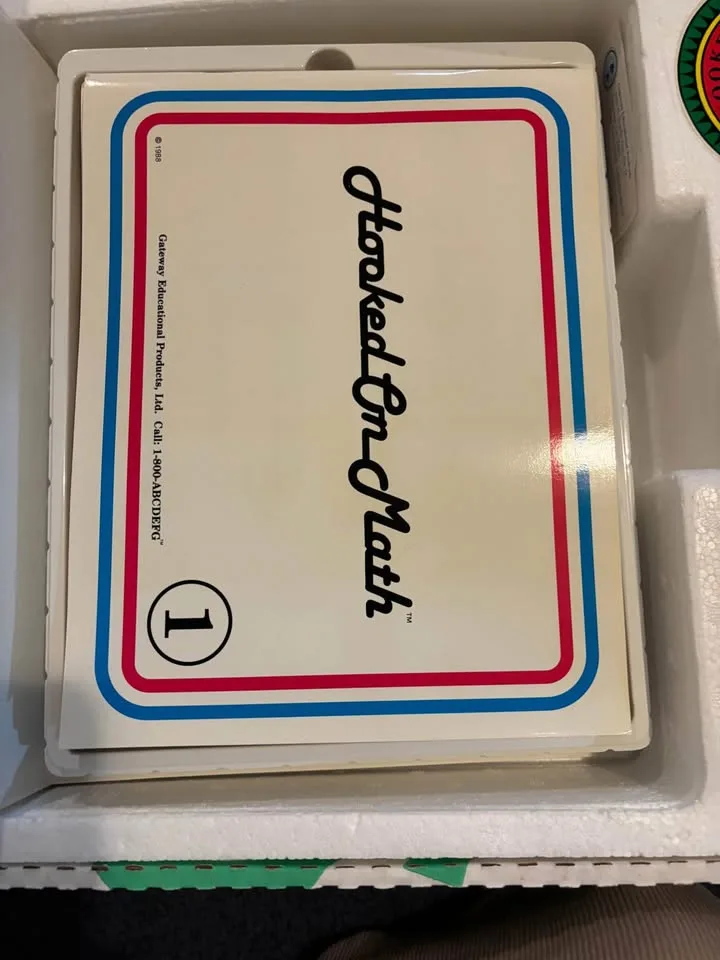 Hooked On Math™
© 1988
Gateway Educational Products, Ltd. Call: 1-800-ABCDEFG™
1